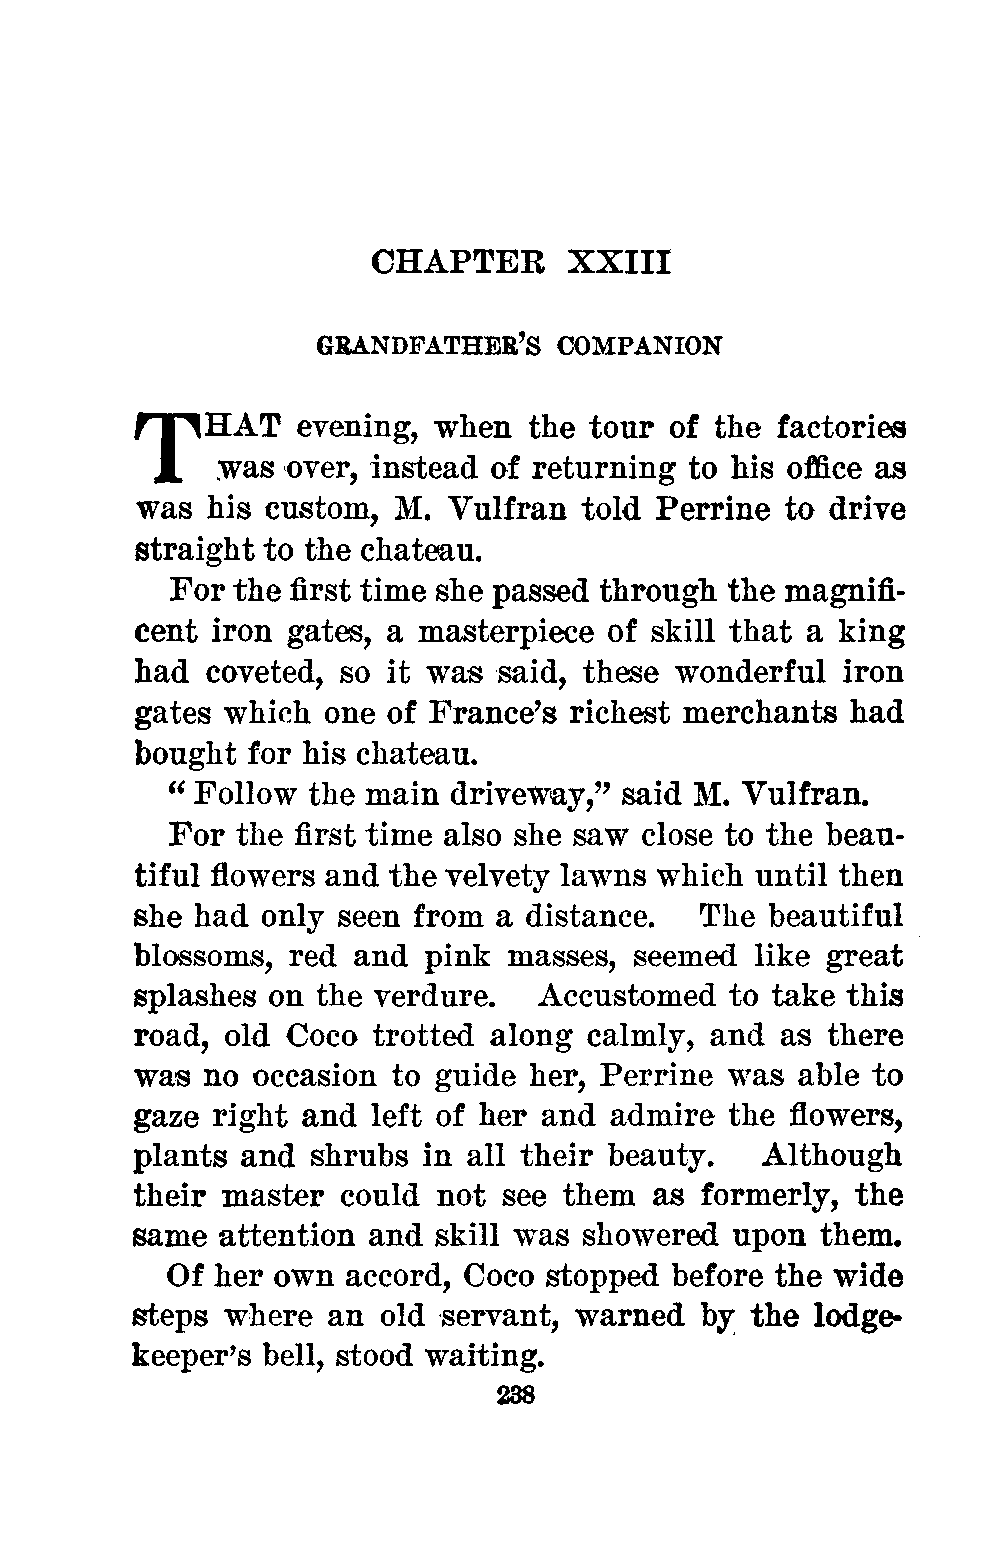 CHAPTER XXIII
GRANDFATHER'S COMPANION
THAT evening, when the tour of the factories
was over, instead of returning to his office as
was his custom, M. Vulfran told Perrine to drive
straight to the chateau.
For the first time she passed through the magnifi-
cent iron gates, a masterpiece of skill that a king
had coveted, so it was said, these wonderful iron
gates which one of France's richest merchants had
bought for his chateau.
" Follow the main driveway," said M. Vulfran.
For the first time also she saw close to the beau-
tiful flowers and the velvety lawns which until then
she had only seen from a distance. The beautiful
blossoms, red and pink masses, seemed like great
splashes on the verdure. Accustomed to take this
road, old Coco trotted along calmly, and as there
was no occasion to guide her, Perrine was able to
gaze right and left of her and admire the flowers,
plants and shrubs in all their beauty. Although
their master could not see them as formerly, the
same attention and skill was showered upon them.
Of her own accord, Coco stopped before the wide
steps where an old servant, warned by the lodge-
keeper's bell, stood waiting.
238